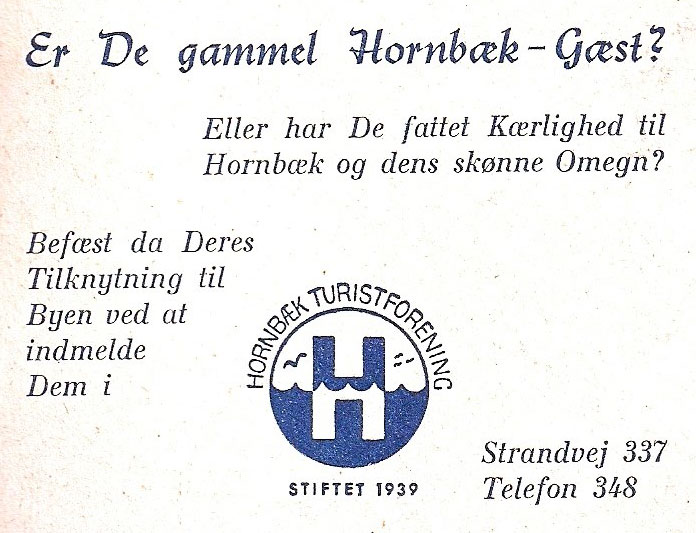 Er De gammel Hornbæk-Gæst?
Eller har De fattet Kærlighed til
Hornbæk og dens skønne Omegn?
Befæst da Deres
Tilknytning til
Byen ved at
indmelde
Dem i
HORNBÆK TURISTFORENING
H
STIFTET 1939
Strandvej 337
Telefon 348